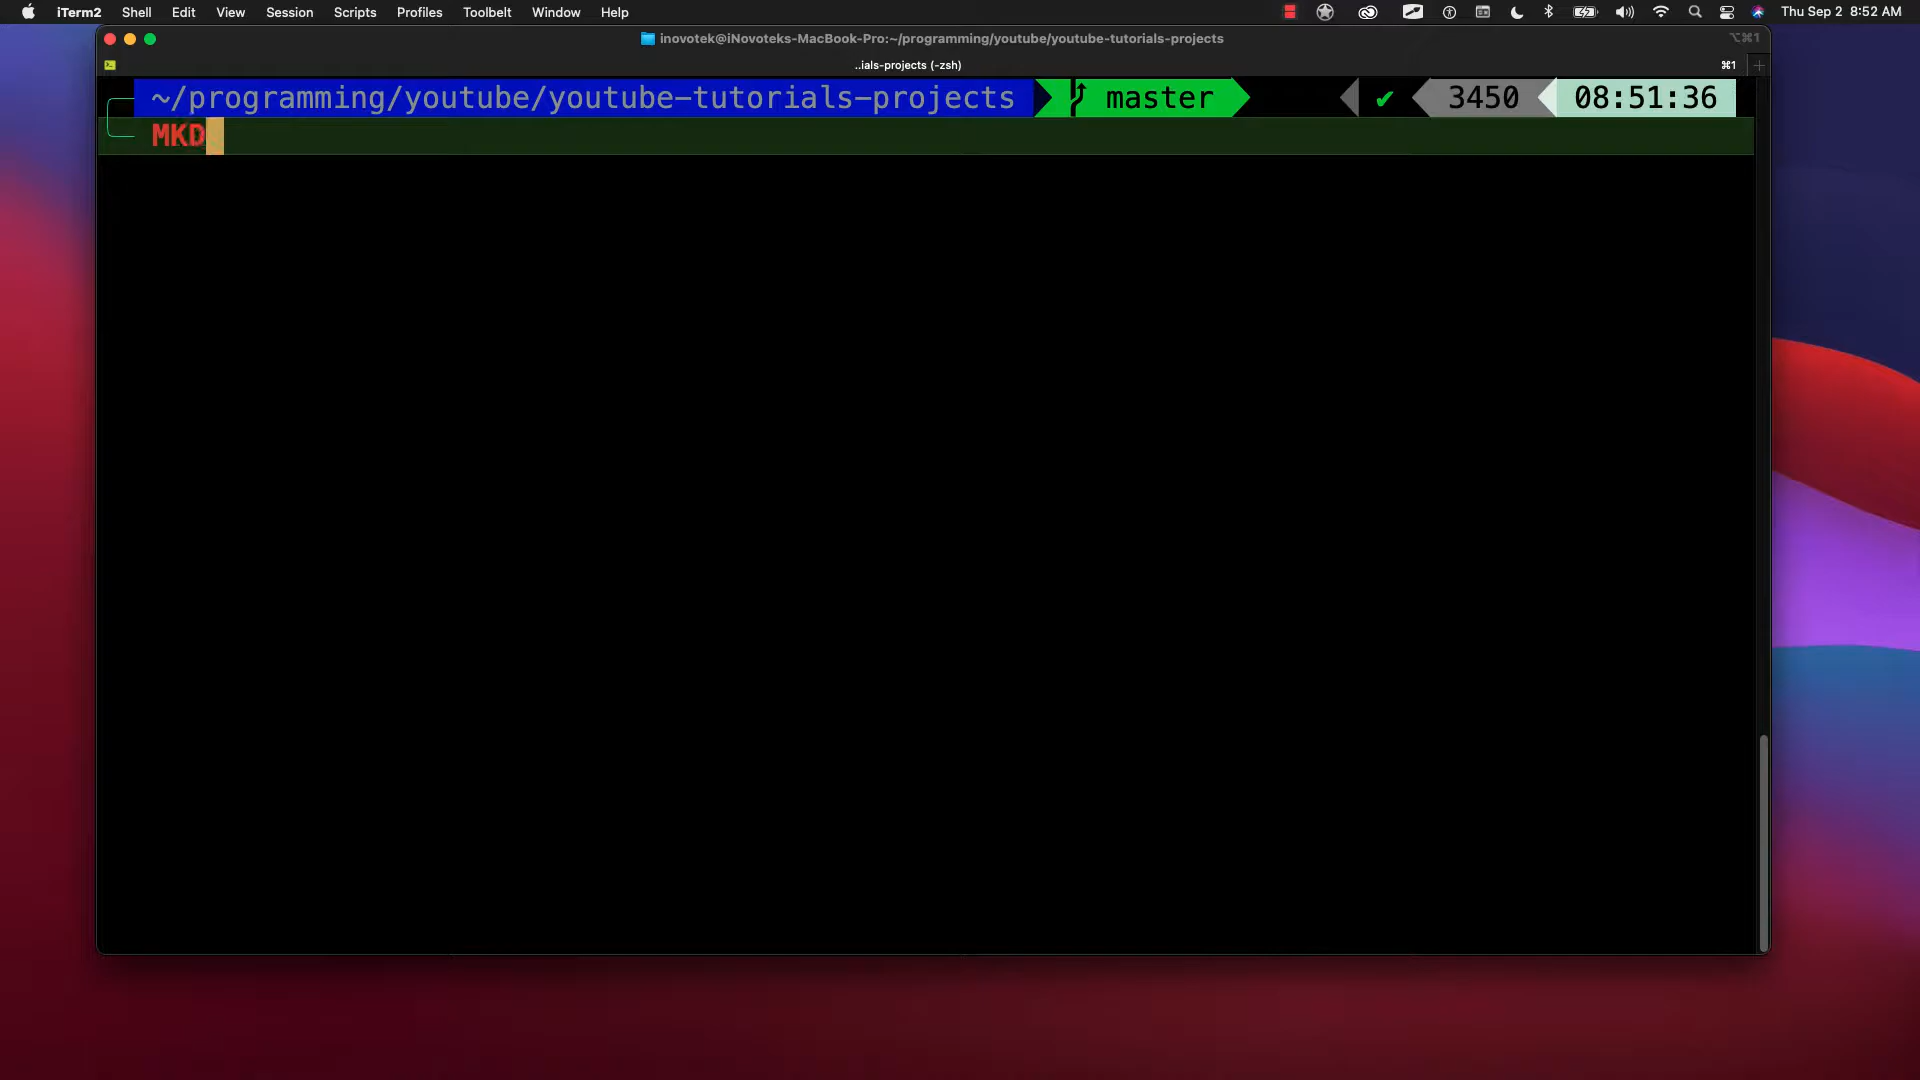 iTerm2 Shell Edit View Session Scripts Profiles Toolbelt Window Help Thu Sep 2 8:52 AM
inovotek@iNovoteks-MacBook-Pro:~/programming/youtube/youtube-tutorials-projects ⌥⌘1
..ials-projects (-zsh) ⌘1
~/programming/youtube/youtube-tutorials-projects master ✔ 3450 08:51:36
MKD